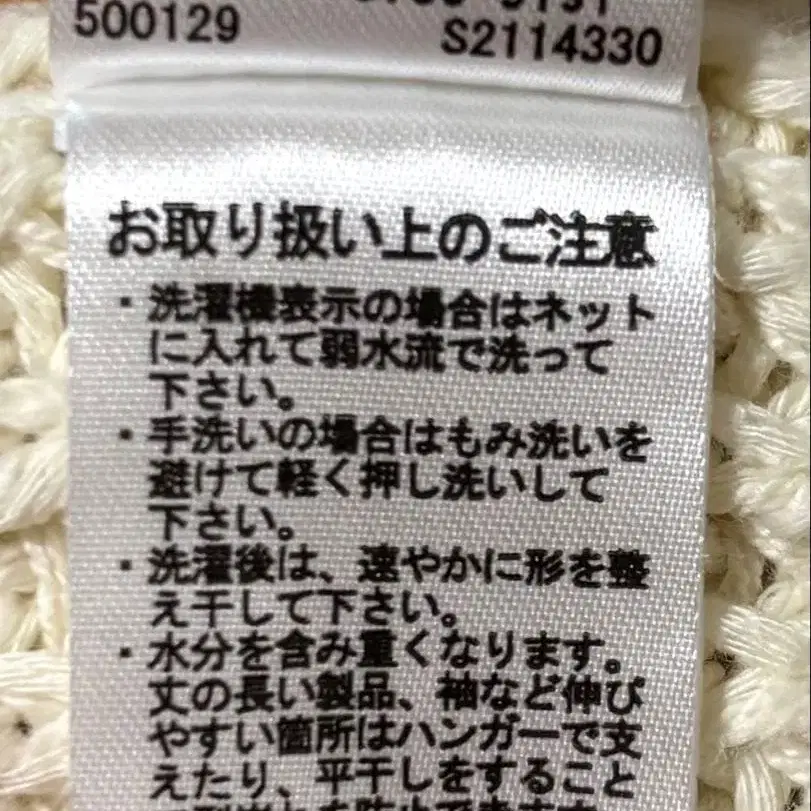 500129
S2114330
お取り扱い上のご注意
・洗濯機表示の場合はネット
に入れて弱水流で洗って
下さい。
・手洗いの場合はもみ洗いを
避けて軽く押し洗いして
下さい。
・洗濯後は、速やかに形を整
え干して下さい。
・水分を含み重くなります。
丈の長い製品、袖など伸び
やすい箇所はハンガーで支
えたり、平干しをすること